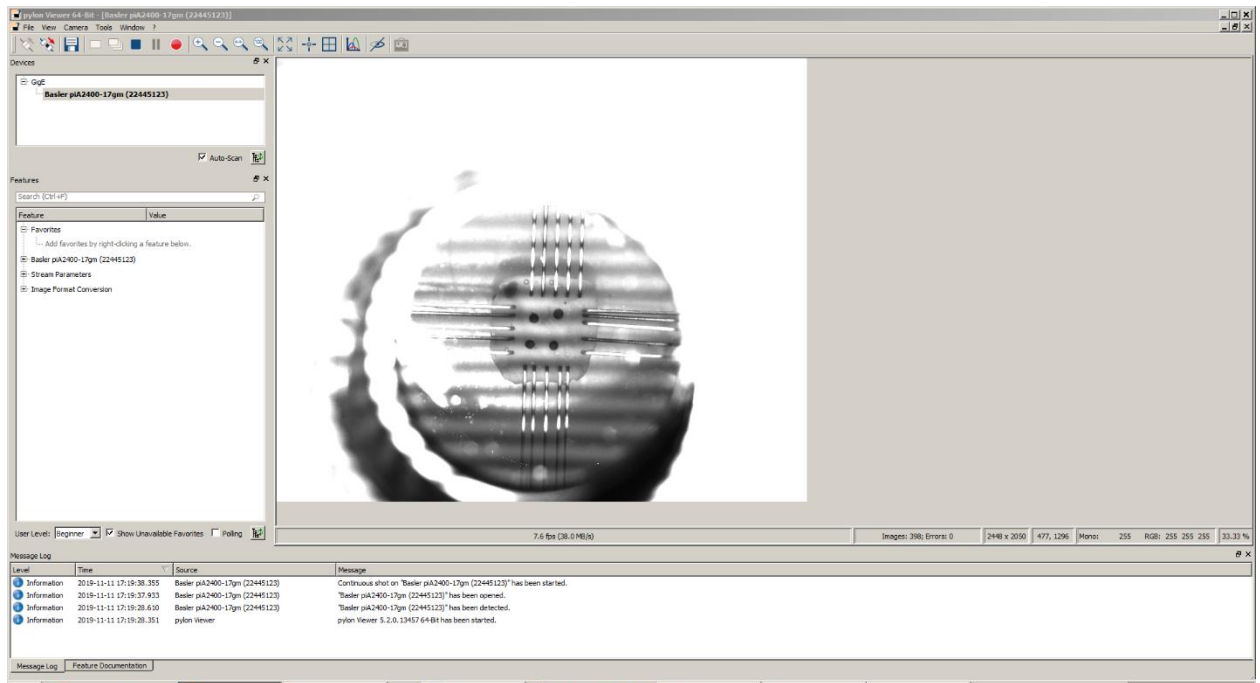 pylon Viewer 64-Bit - [Basler piA2400-17gm (22445123)]
File View Camera Tools Window ?
Devices
GigE
Basler piA2400-17gm (22445123)
Auto-Scan
Features
Search (Ctrl+F)
Feature Value
Favorites
Add favorites by right-clicking a feature below.
Basler piA2400-17gm (22445123)
Stream Parameters
Image Format Conversion
User Level: Beginner Show Unavailable Favorites Polling
7.6 fps (38.0 MB/s) Images: 398; Errors: 0 2448 x 2050 477, 1296 Mono: 255 RGB: 255 255 255 33.33 %
Message Log
Level Time Source Message
Information 2019-11-11 17:19:38.355 Basler piA2400-17gm (22445123) Continuous shot on "Basler piA2400-17gm (22445123)" has been started.
Information 2019-11-11 17:19:37.933 Basler piA2400-17gm (22445123) "Basler piA2400-17gm (22445123)" has been opened.
Information 2019-11-11 17:19:28.610 Basler piA2400-17gm (22445123) "Basler piA2400-17gm (22445123)" has been detected.
Information 2019-11-11 17:19:28.351 pylon Viewer pylon Viewer 5.2.0.13457 64-Bit has been started.
Message Log Feature Documentation